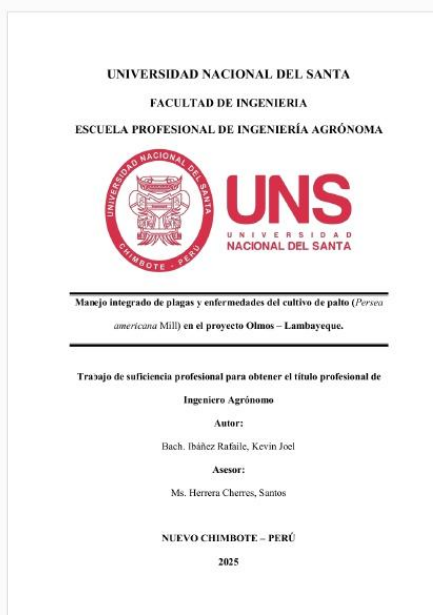 UNIVERSIDAD NACIONAL DEL SANTA
FACULTAD DE INGENIERIA
ESCUELA PROFESIONAL DE INGENIERÍA AGRÓNOMA
UNIVERSIDAD NACIONAL DEL SANTA
CHIMBOTE - PERÚ
UNS
UNIVERSIDAD
NACIONAL DEL SANTA
Manejo integrado de plagas y enfermedades del cultivo de palto (Persea
americana Mill) en el proyecto Olmos – Lambayeque.
Trabajo de suficiencia profesional para obtener el título profesional de
Ingeniero Agrónomo
Autor:
Bach. Ibáñez Rafaile, Kevin Joel
Asesor:
Ms. Herrera Cherres, Santos
NUEVO CHIMBOTE – PERÚ
2025